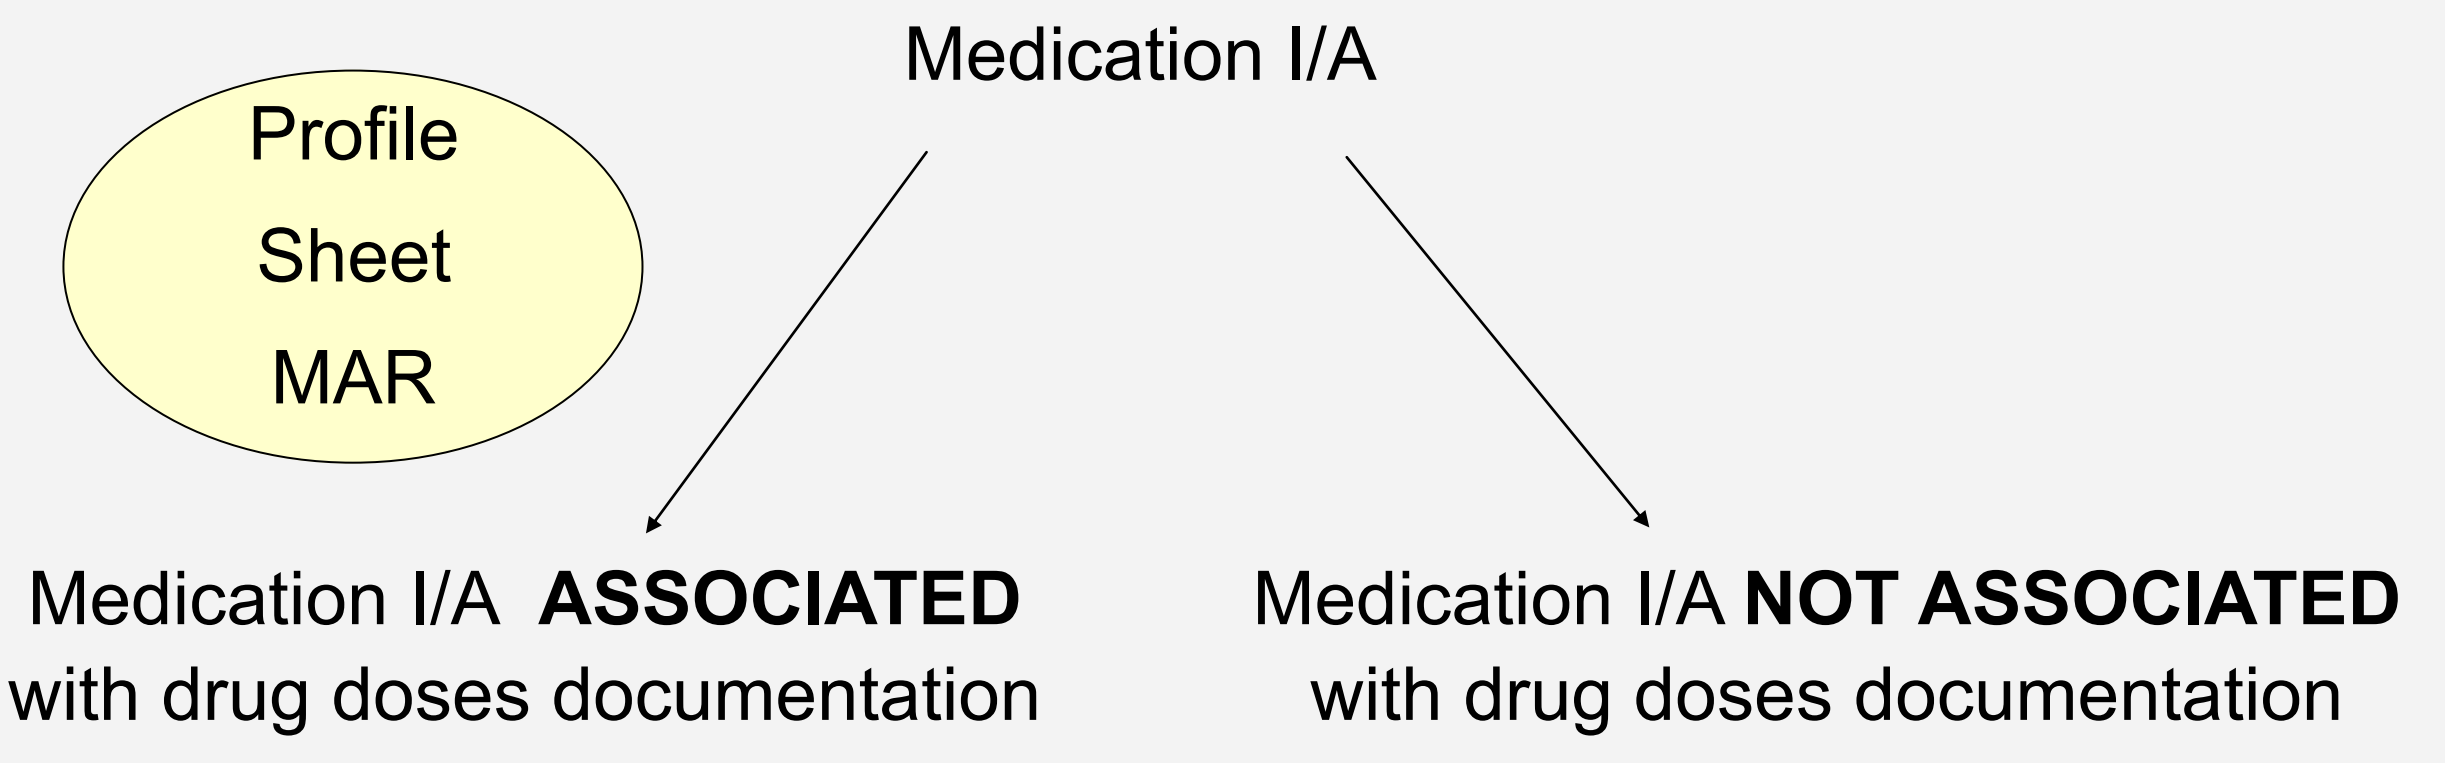 Medication I/A
Profile
Sheet
MAR
Medication I/A ASSOCIATED
with drug doses documentation
Medication I/A NOT ASSOCIATED
with drug doses documentation